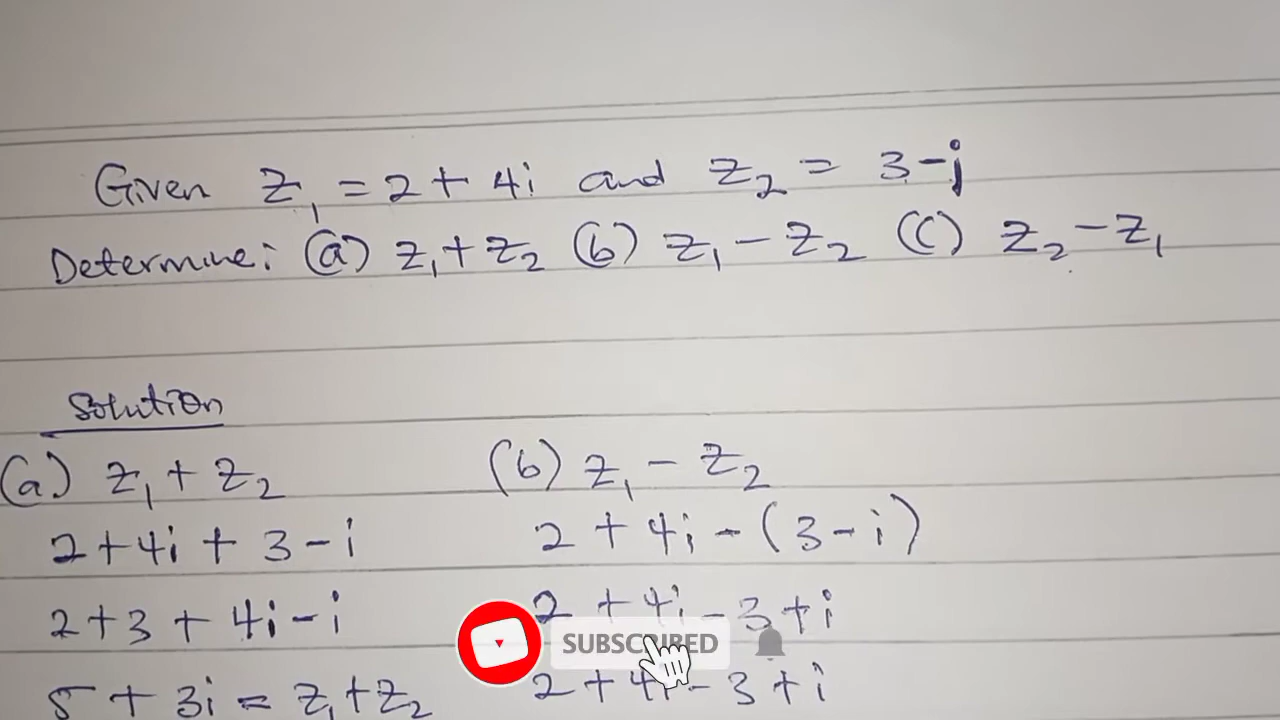 Given z₁ = 2 + 4i and z₂ = 3 - i
Determine: (a) z₁ + z₂ (b) z₁ - z₂ (c) z₂ - z₁
Solution
(a) z₁ + z₂
2 + 4i + 3 - i
2 + 3 + 4i - i
5 + 3i = z₁ + z₂
(b) z₁ - z₂
2 + 4i - (3 - i)
2 + 4i - 3 + i
SUBSCRIBED
2 + 4i - 3 + i